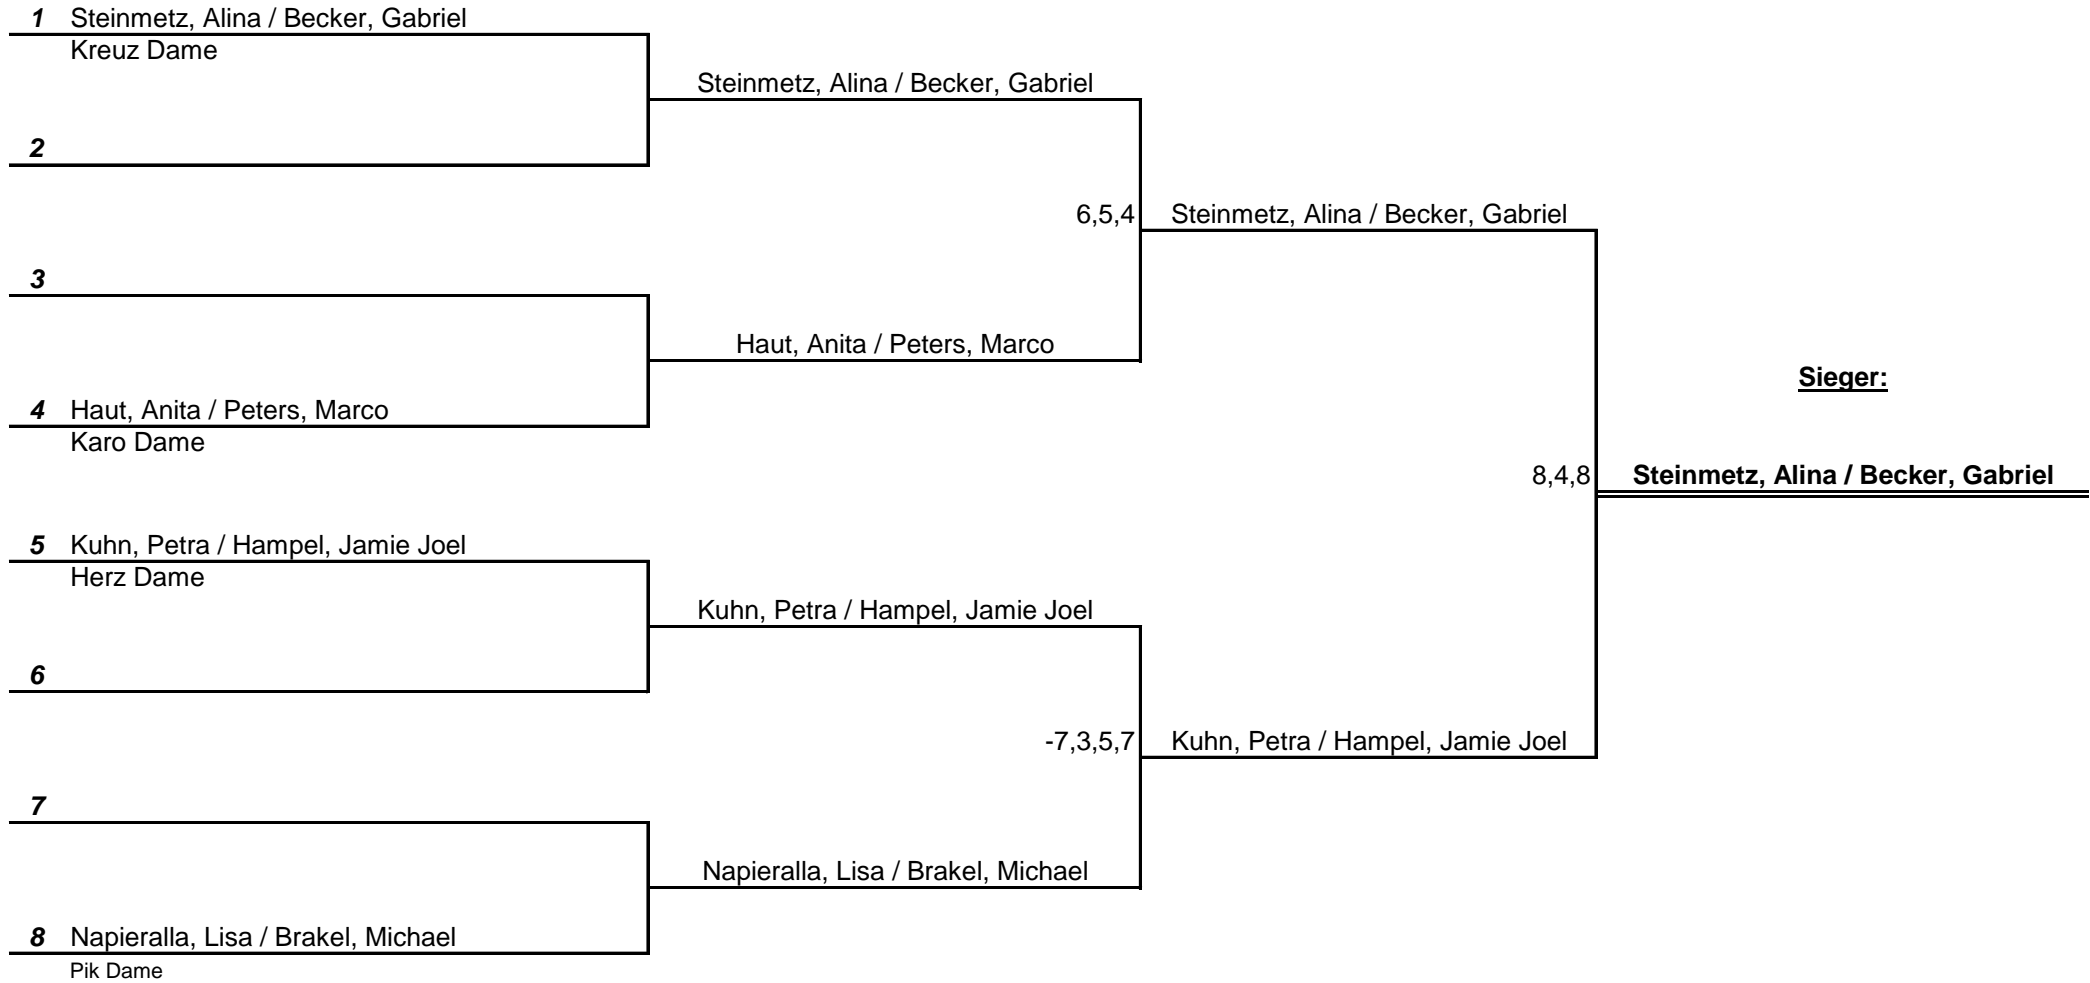 1 Steinmetz, Alina / Becker, Gabriel
Kreuz Dame
Steinmetz, Alina / Becker, Gabriel
2
6,5,4 Steinmetz, Alina / Becker, Gabriel
3
Haut, Anita / Peters, Marco
Sieger:
4 Haut, Anita / Peters, Marco
Karo Dame
8,4,8 Steinmetz, Alina / Becker, Gabriel
5 Kuhn, Petra / Hampel, Jamie Joel
Herz Dame
Kuhn, Petra / Hampel, Jamie Joel
6
-7,3,5,7 Kuhn, Petra / Hampel, Jamie Joel
7
Napieralla, Lisa / Brakel, Michael
8 Napieralla, Lisa / Brakel, Michael
Pik Dame